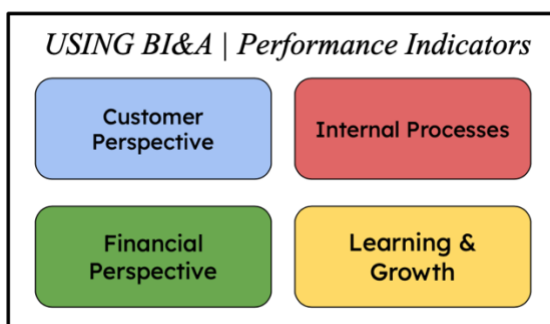 USING BI&A | Performance Indicators
Customer
Perspective
Internal Processes
Financial
Perspective
Learning &
Growth